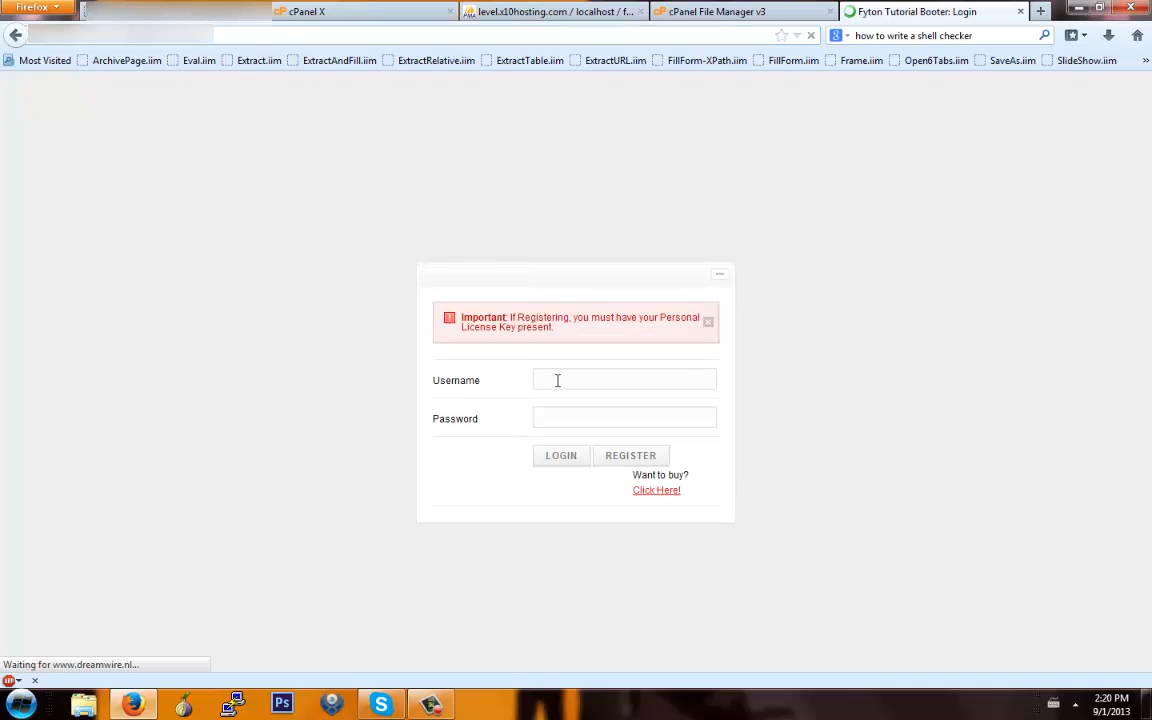 Firefox
cPanel X
level.x10hosting.com / localhost / f...
cPanel File Manager v3
Fyton Tutorial Booter: Login
how to write a shell checker
Most Visited ArchivePage.iim Eval.iim Extract.iim ExtractAndFill.iim ExtractRelative.iim ExtractTable.iim ExtractURL.iim FillForm-XPath.iim FillForm.iim Frame.iim Open6Tabs.iim SaveAs.iim SlideShow.iim »
Important: If Registering, you must have your Personal
License Key present.
Username
Password
LOGIN REGISTER
Want to buy?
Click Here!
Waiting for www.dreamwire.nl...
2:20 PM
9/1/2013